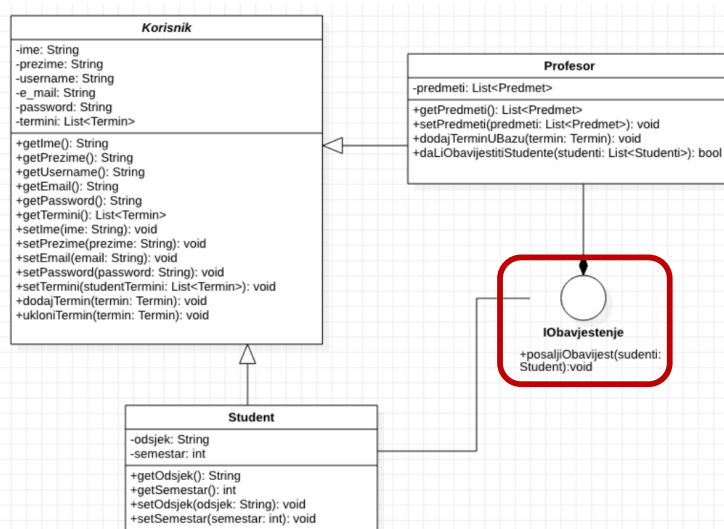 Korisnik
-ime: String
-prezime: String
-username: String
-e_mail: String
-password: String
-termini: List<Termin>
+getIme(): String
+getPrezime(): String
+getUsername(): String
+getEmail(): String
+getPassword(): String
+getTermini(): List<Termin>
+setIme(ime: String): void
+setPrezime(prezime: String): void
+setEmail(email: String): void
+setPassword(password: String): void
+setTermini(studentTermini: List<Termin>): void
+dodajTermin(termin: Termin): void
+ukloniTermin(termin: Termin): void
Profesor
-predmeti: List<Predmet>
+getPredmeti(): List<Predmet>
+setPredmeti(predmeti: List<Predmet>): void
+dodajTerminUBazu(termin: Termin): void
+daLiObavijestitiStudente(studenti: List<Studenti>): bool
IObavjestenje
+posaljiObavijest(sudenti:
Student):void
Student
-odsjek: String
-semestar: int
+getOdsjek(): String
+getSemestar(): int
+setOdsjek(odsjek: String): void
+setSemestar(semestar: int): void